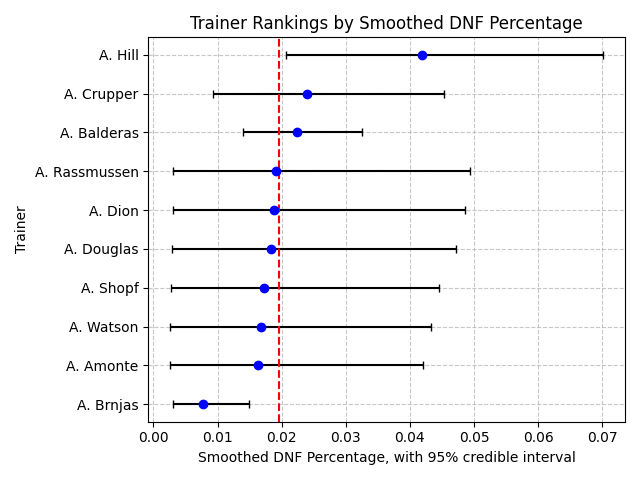 Trainer Rankings by Smoothed DNF Percentage
Trainer
A. Hill
A. Crupper
A. Balderas
A. Rassmussen
A. Dion
A. Douglas
A. Shopf
A. Watson
A. Amonte
A. Brnjas
0.00 0.01 0.02 0.03 0.04 0.05 0.06 0.07
Smoothed DNF Percentage, with 95% credible interval